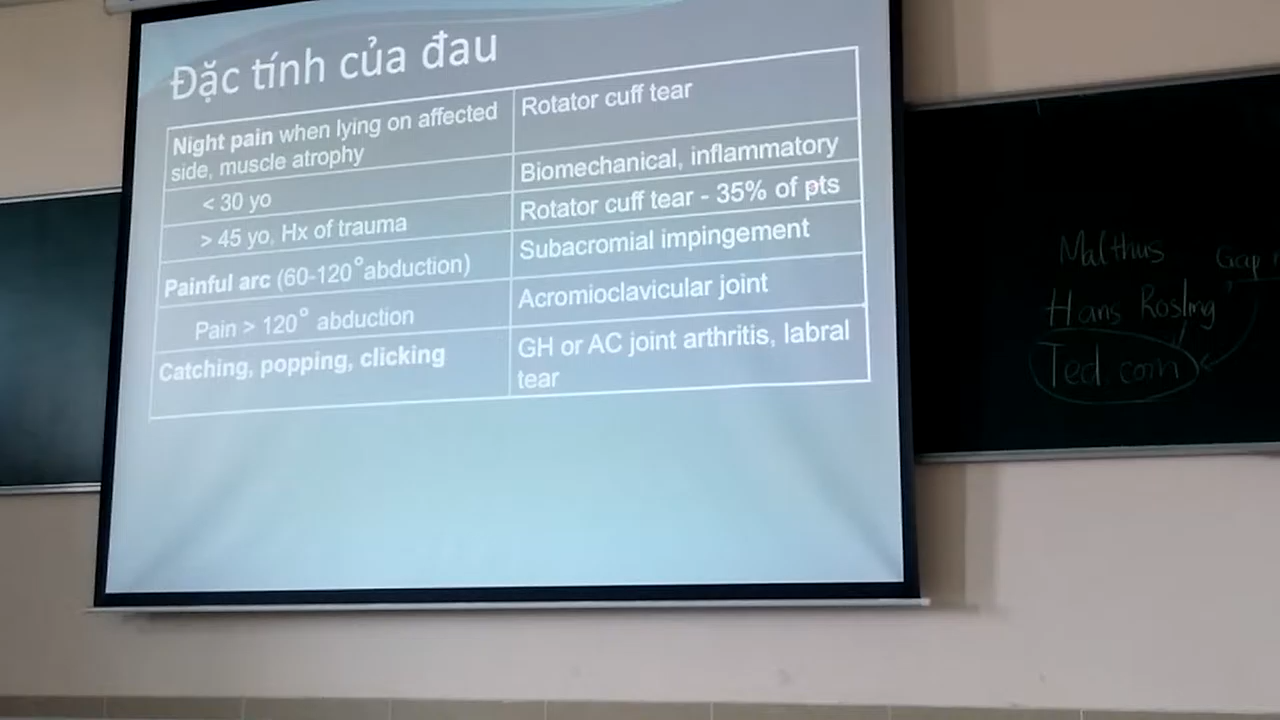 Đặc tính của đau
Night pain when lying on affected
side, muscle atrophy
Rotator cuff tear
< 30 yo
Biomechanical, inflammatory
> 45 yo, Hx of trauma
Rotator cuff tear - 35% of pts
Painful arc (60-120°abduction)
Subacromial impingement
Pain > 120° abduction
Acromioclavicular joint
Catching, popping, clicking
GH or AC joint arthritis, labral
tear
Malthus
Gap
Hans Rosling
Ted.com